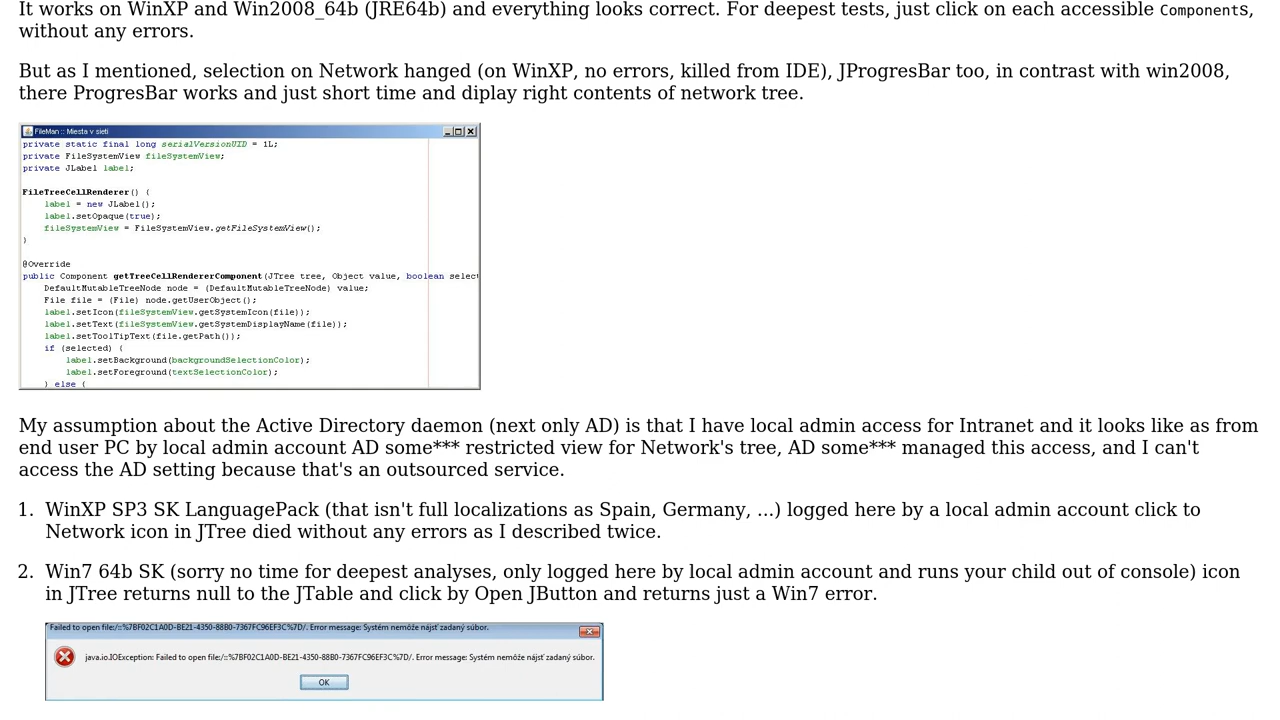 It works on WinXP and Win2008_64b (JRE64b) and everything looks correct. For deepest tests, just click on each accessible Components,
without any errors.
But as I mentioned, selection on Network hanged (on WinXP, no errors, killed from IDE), JProgresBar too, in contrast with win2008,
there ProgresBar works and just short time and diplay right contents of network tree.
FileMan :: Miesta v sieti
private static final long serialVersionUID = 1L;
private FileSystemView fileSystemView;
private JLabel label;
FileTreeCellRenderer() {
label = new JLabel();
label.setOpaque(true);
fileSystemView = FileSystemView.getFileSystemView();
}
@Override
public Component getTreeCellRendererComponent(JTree tree, Object value, boolean select
DefaultMutableTreeNode node = (DefaultMutableTreeNode) value;
File file = (File) node.getUserObject();
label.setIcon(fileSystemView.getSystemIcon(file));
label.setText(fileSystemView.getSystemDisplayName(file));
label.setToolTipText(file.getPath());
if (selected) {
label.setBackground(backgroundSelectionColor);
label.setForeground(textSelectionColor);
} else {
My assumption about the Active Directory daemon (next only AD) is that I have local admin access for Intranet and it looks like as from
end user PC by local admin account AD some*** restricted view for Network's tree, AD some*** managed this access, and I can't
access the AD setting because that's an outsourced service.
1. WinXP SP3 SK LanguagePack (that isn't full localizations as Spain, Germany, ...) logged here by a local admin account click to
Network icon in JTree died without any errors as I described twice.
2. Win7 64b SK (sorry no time for deepest analyses, only logged here by local admin account and runs your child out of console) icon
in JTree returns null to the JTable and click by Open JButton and returns just a Win7 error.
Failed to open file:/::%7BF02C1A0D-BE21-4350-88B0-7367FC96EF3C%7D/. Error message: Systém nemôže nájsť zadaný súbor.
java.io.IOException: Failed to open file:/::%7BF02C1A0D-BE21-4350-88B0-7367FC96EF3C%7D/. Error message: Systém nemôže nájsť zadaný súbor.
OK